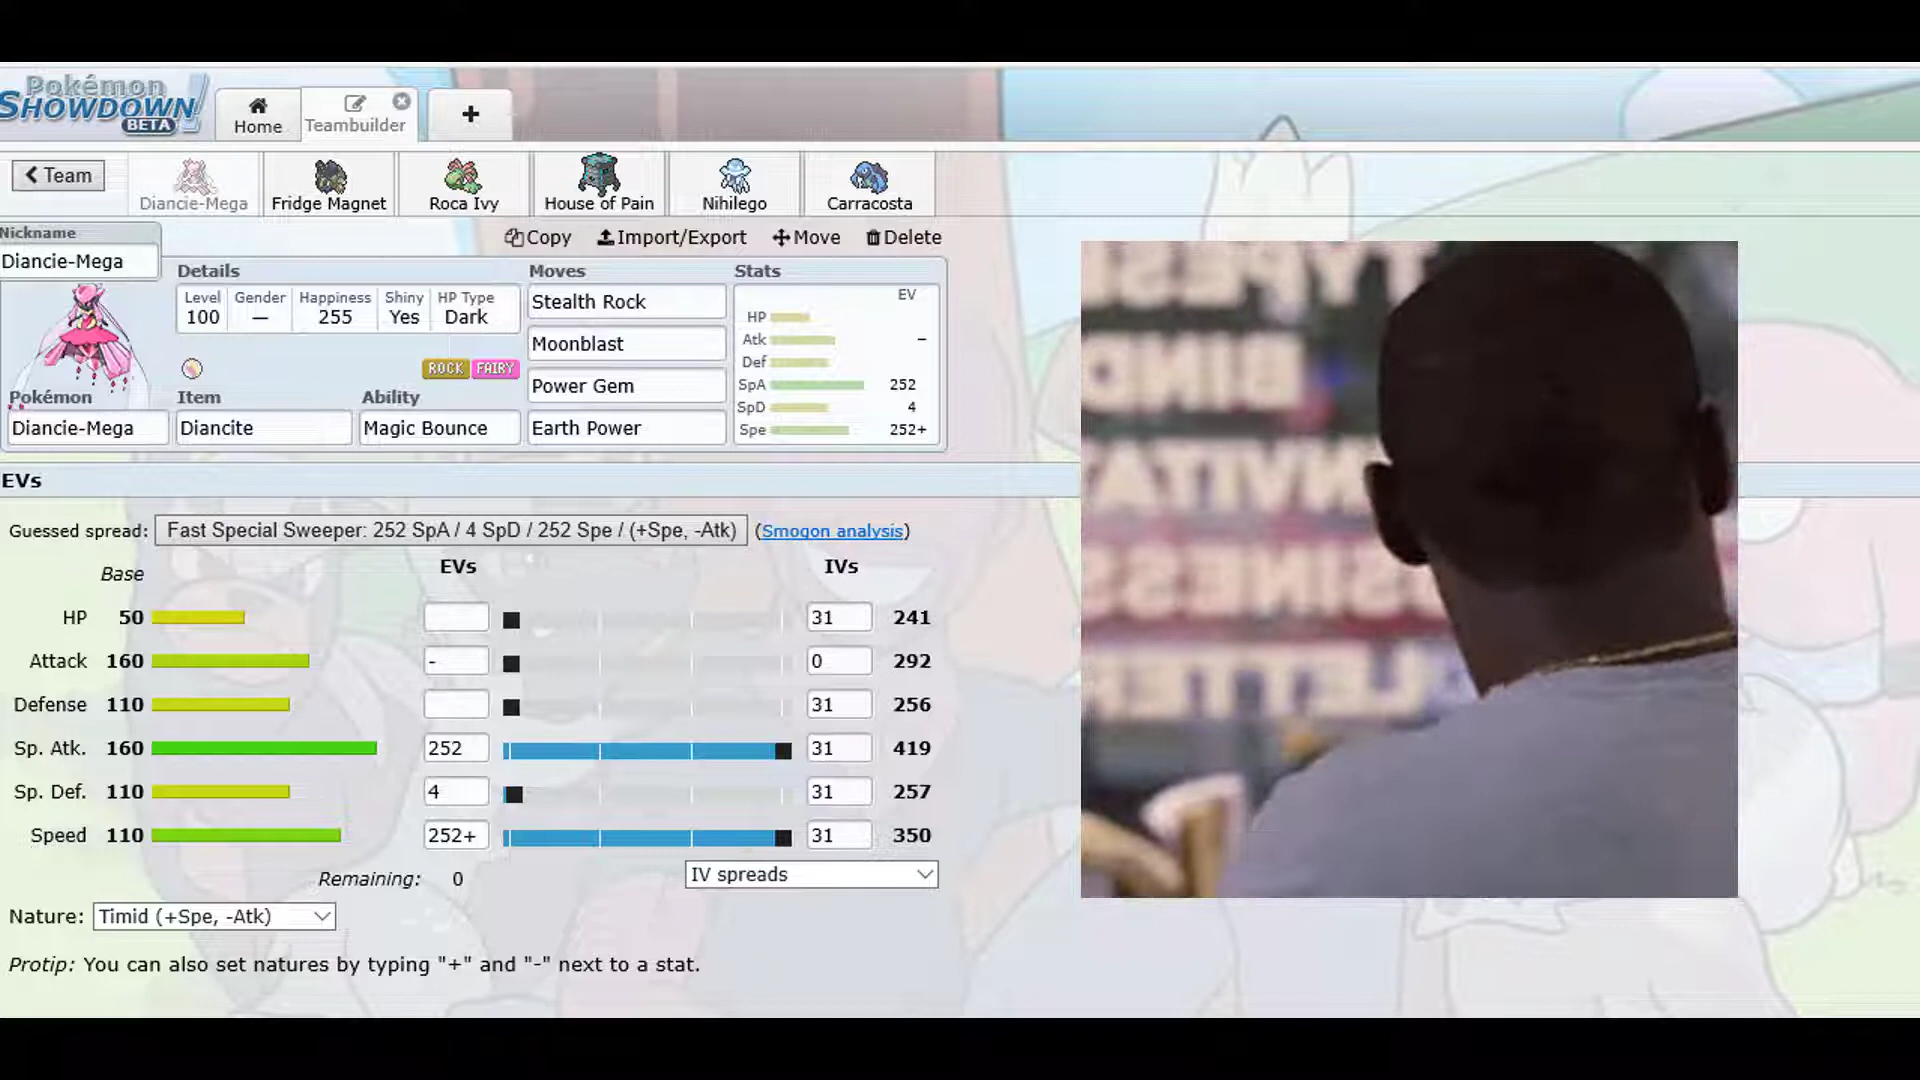 Pokémon
SHOWDOWN!
BETA
Home
Teambuilder
+
Team
Diancie-Mega
Fridge Magnet
Roca Ivy
House of Pain
Nihilego
Carracosta
Nickname
Diancie-Mega
Copy
Import/Export
Move
Delete
Details
Level
100
Gender
—
Happiness
255
Shiny
Yes
HP Type
Dark
ROCK
FAIRY
Pokémon
Diancie-Mega
Item
Diancite
Ability
Magic Bounce
Moves
Stealth Rock
Moonblast
Power Gem
Earth Power
Stats
EV
HP
Atk –
Def
SpA 252
SpD 4
Spe 252+
EVs
Guessed spread: Fast Special Sweeper: 252 SpA / 4 SpD / 252 Spe / (+Spe, -Atk) (Smogon analysis)
Base EVs IVs
HP 50 31 241
Attack 160 - 0 292
Defense 110 31 256
Sp. Atk. 160 252 31 419
Sp. Def. 110 4 31 257
Speed 110 252+ 31 350
Remaining: 0
IV spreads
Nature: Timid (+Spe, -Atk)
Protip: You can also set natures by typing "+" and "-" next to a stat.
TYPES
BIND
NVITA
SINESS
LETTER